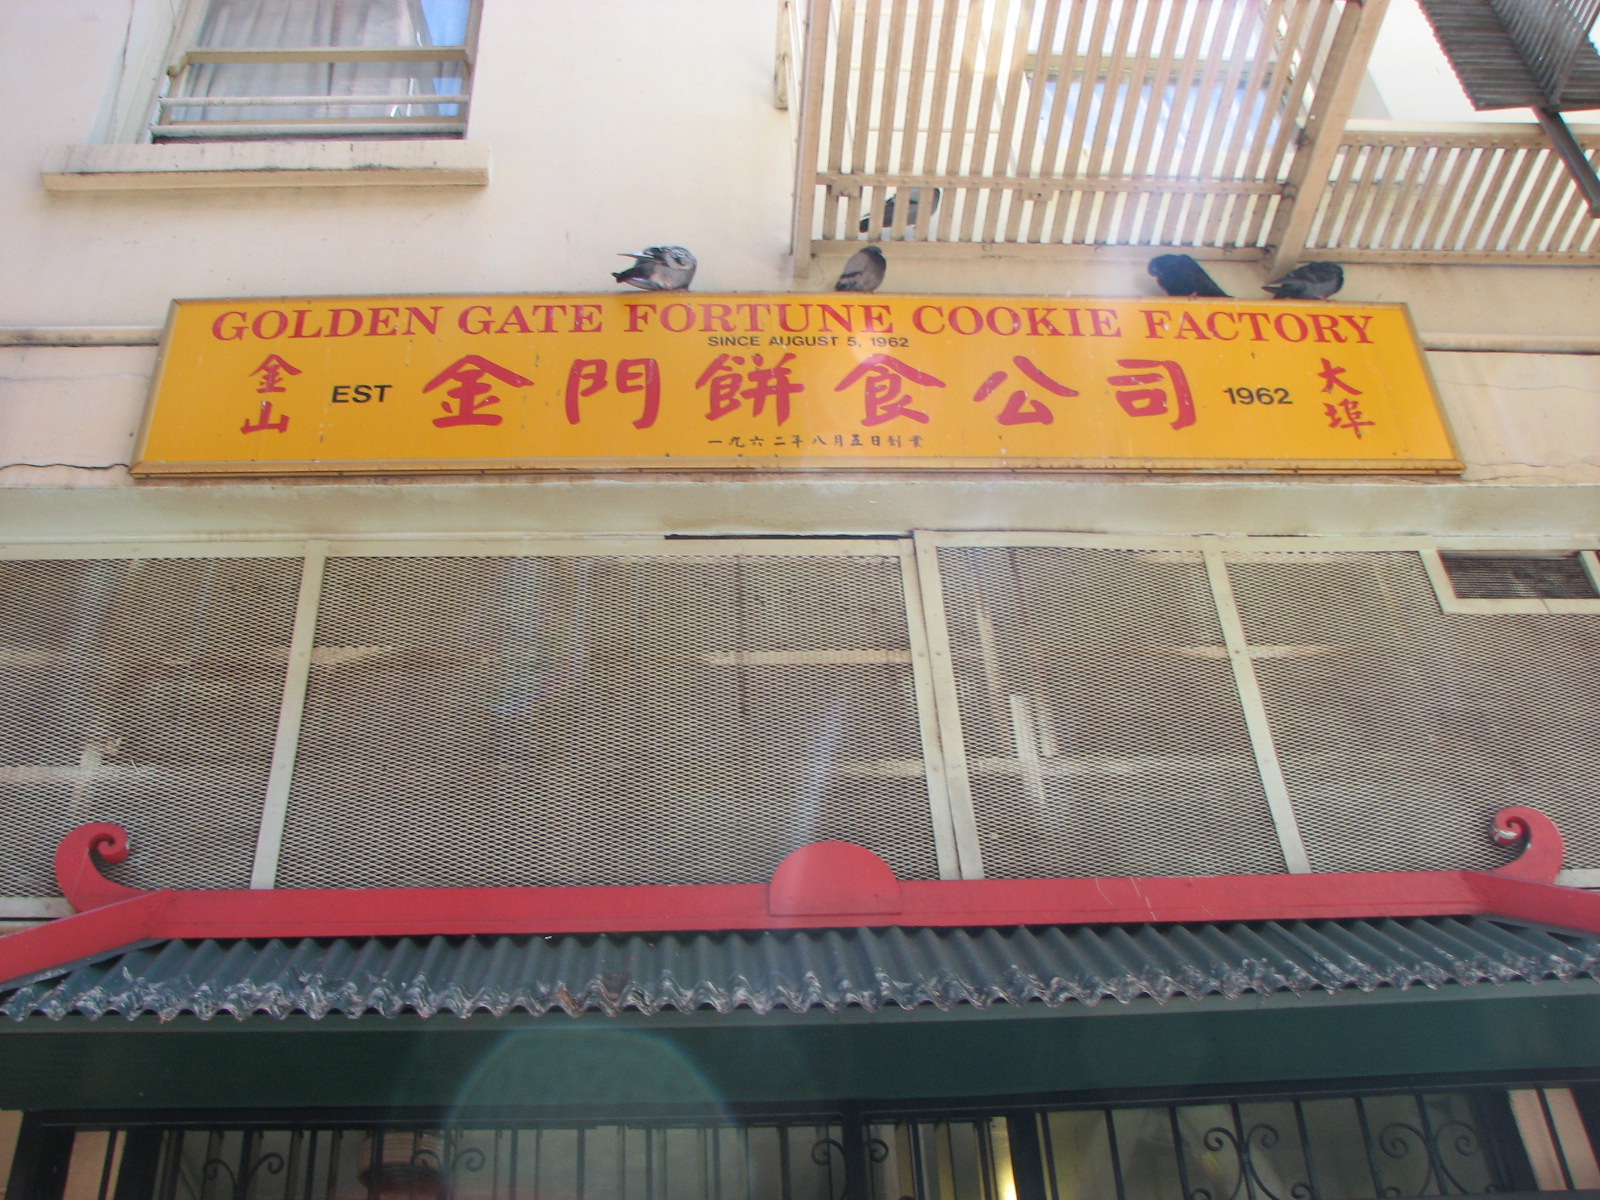 GOLDEN GATE FORTUNE COOKIE FACTORY
SINCE AUGUST 5, 1962
金山
EST
金門餅食公司
1962
大埠
一九六二年八月五日創業